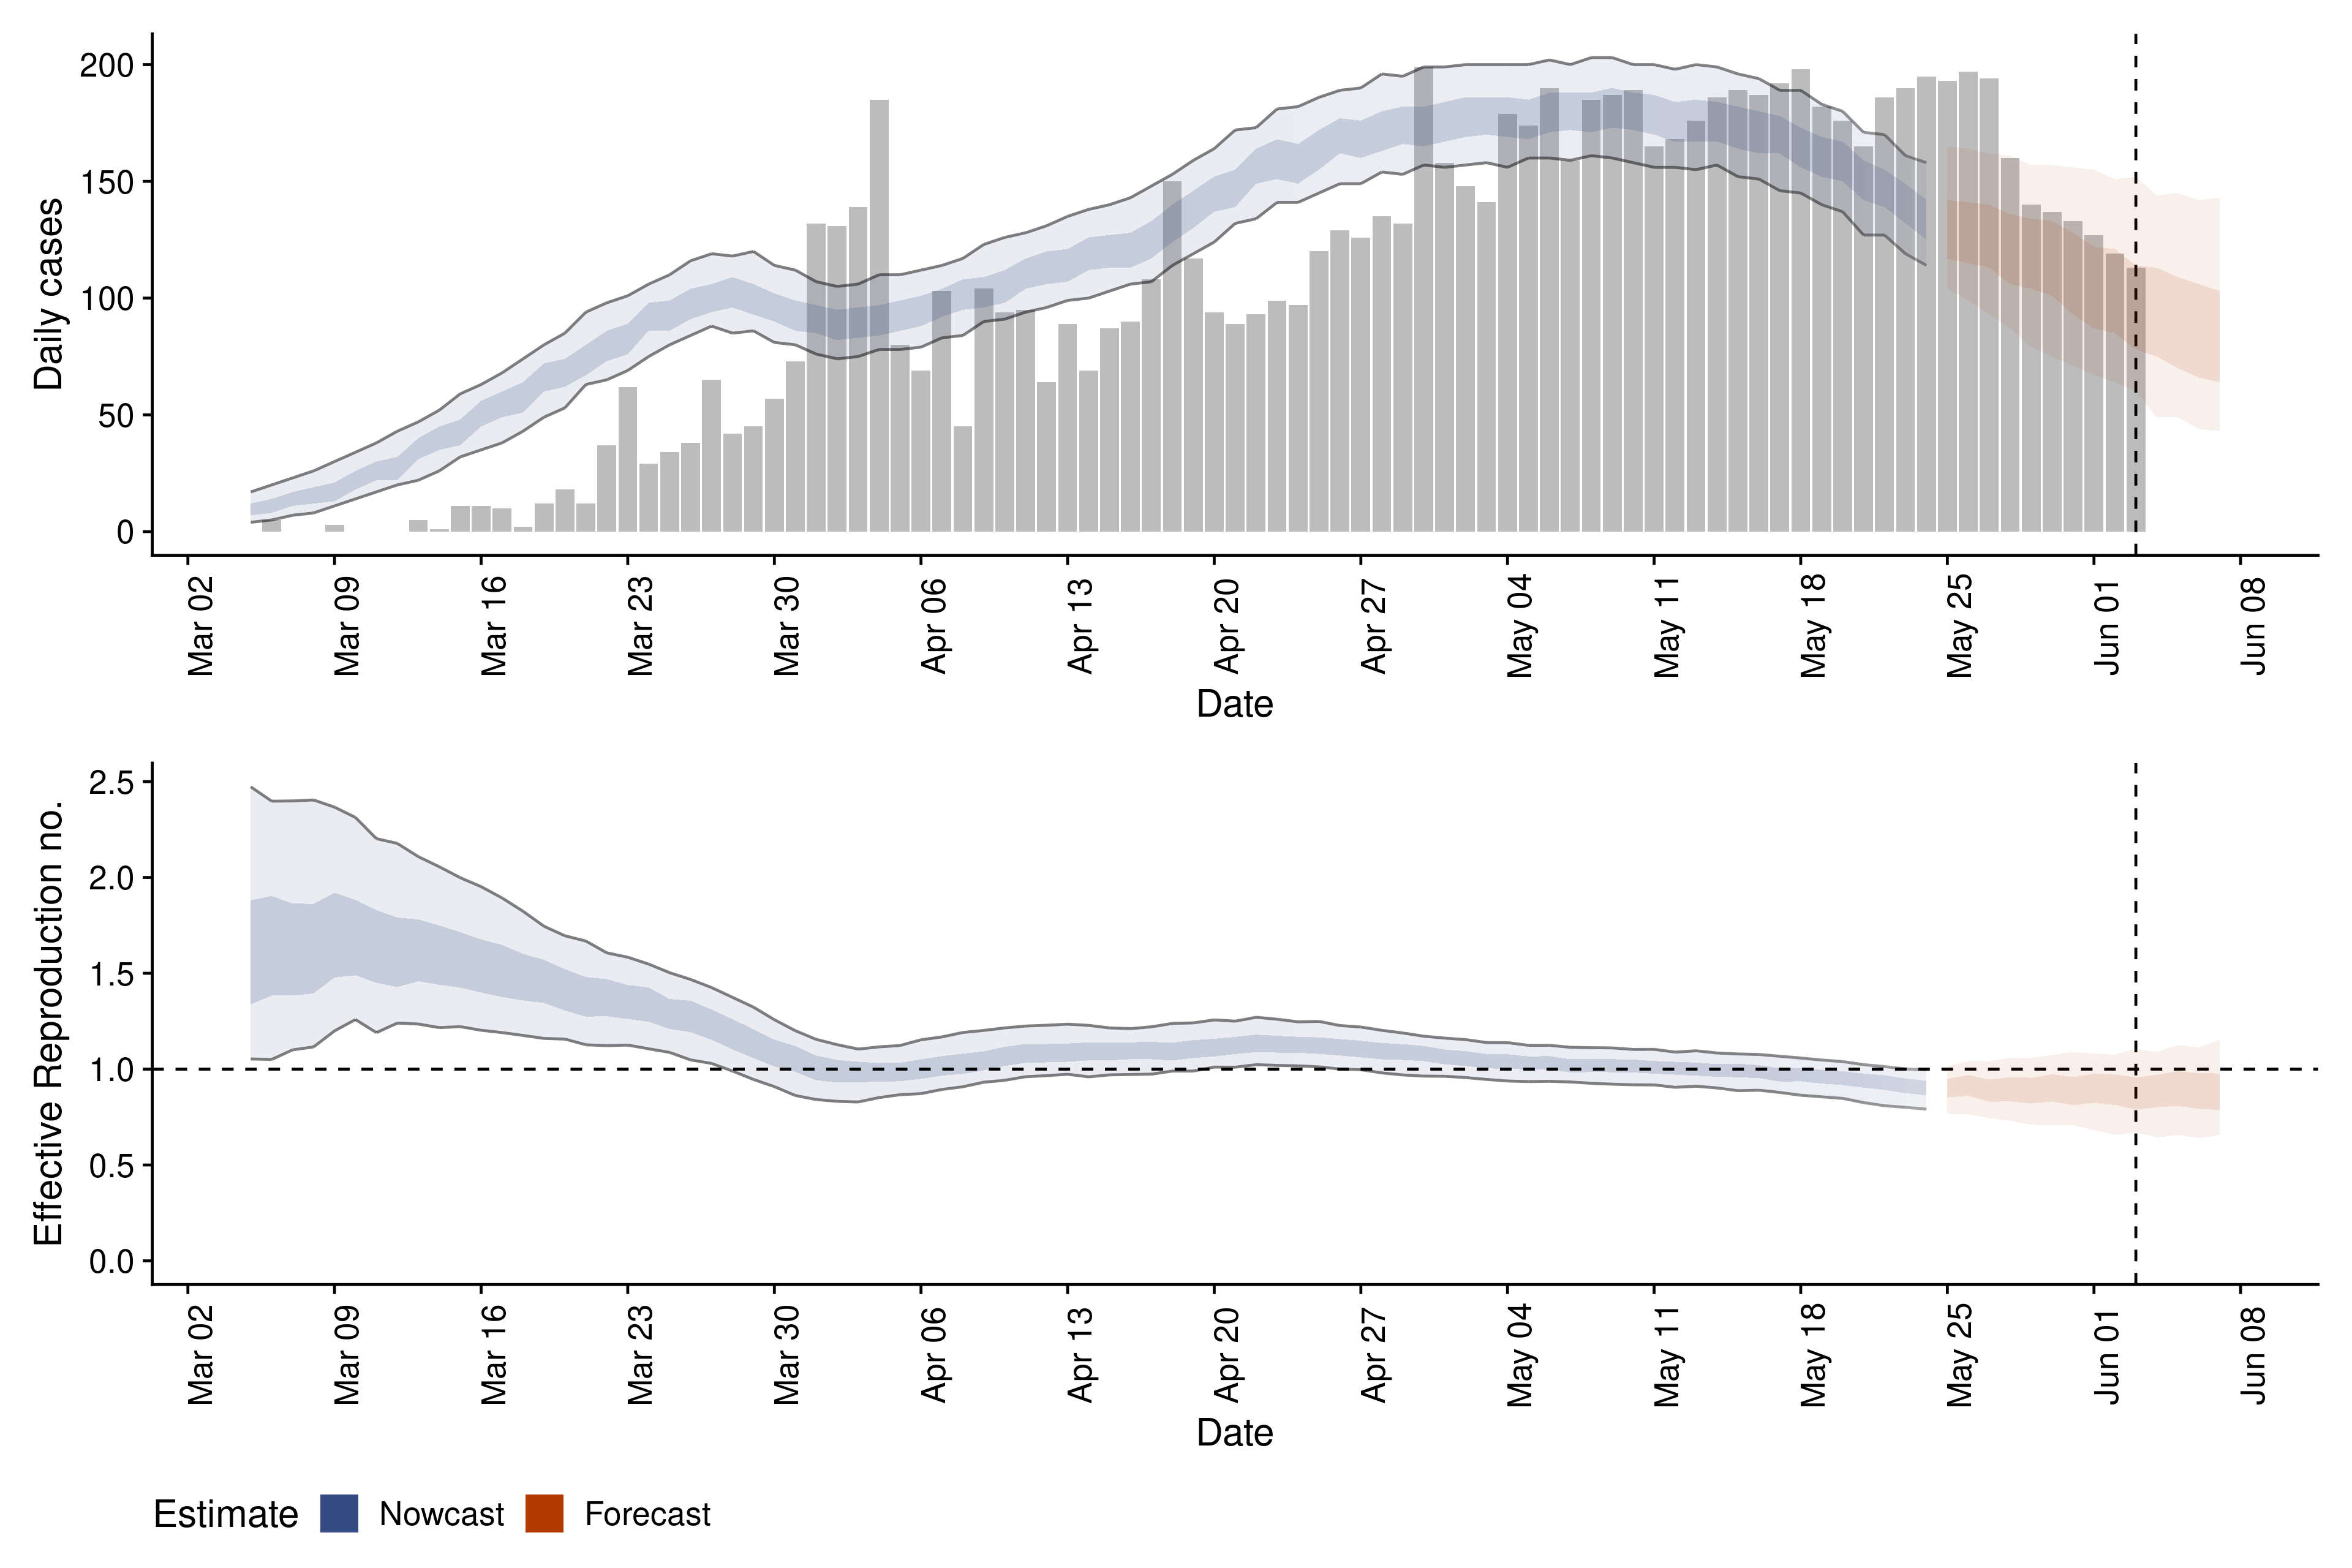 Daily cases
200
150
100
50
0
Mar 02
Mar 09
Mar 16
Mar 23
Mar 30
Apr 06
Apr 13
Apr 20
Apr 27
May 04
May 11
May 18
May 25
Jun 01
Jun 08
Date
Effective Reproduction no.
2.5
2.0
1.5
1.0
0.5
0.0
Mar 02
Mar 09
Mar 16
Mar 23
Mar 30
Apr 06
Apr 13
Apr 20
Apr 27
May 04
May 11
May 18
May 25
Jun 01
Jun 08
Date
Estimate Nowcast Forecast